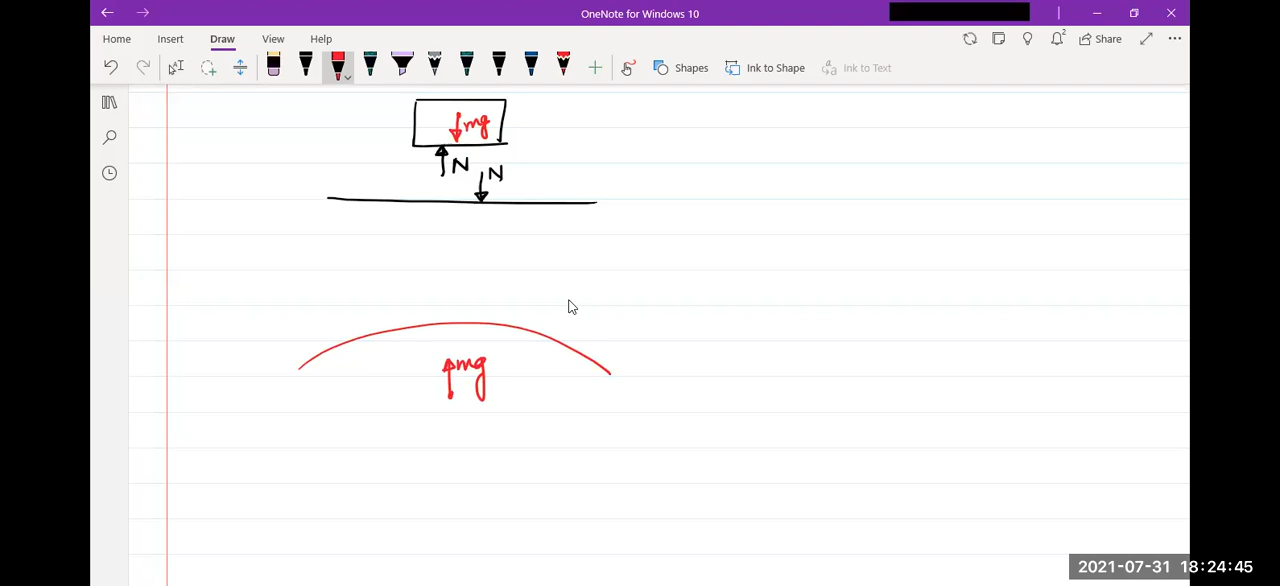 OneNote for Windows 10
Home Insert Draw View Help
2
Share
Shapes Ink to Shape Ink to Text
mg
N
N
mg
2021-07-31 18:24:45